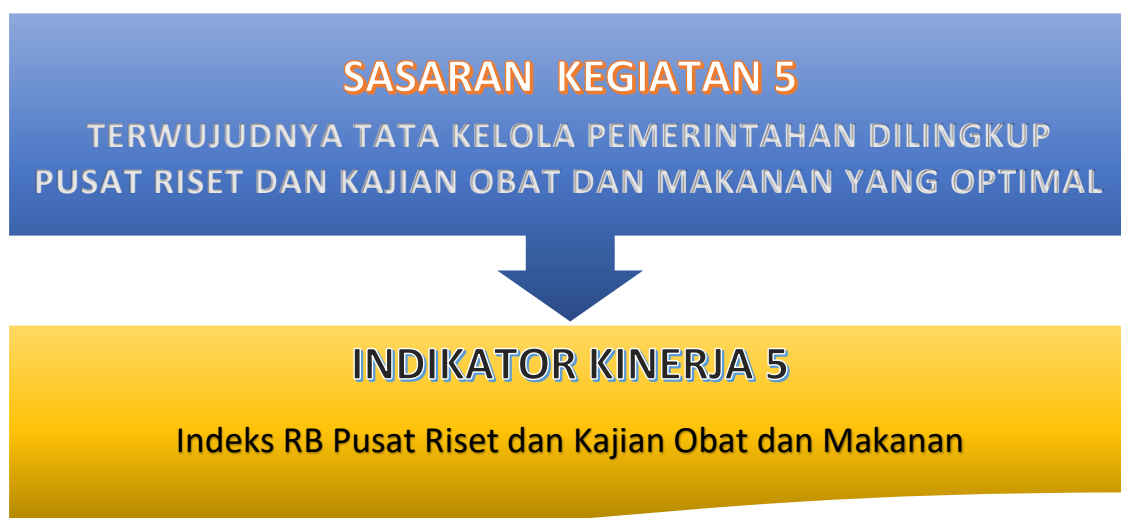 SASARAN KEGIATAN 5
TERWUJUDNYA TATA KELOLA PEMERINTAHAN DILINGKUP
PUSAT RISET DAN KAJIAN OBAT DAN MAKANAN YANG OPTIMAL
INDIKATOR KINERJA 5
Indeks RB Pusat Riset dan Kajian Obat dan Makanan